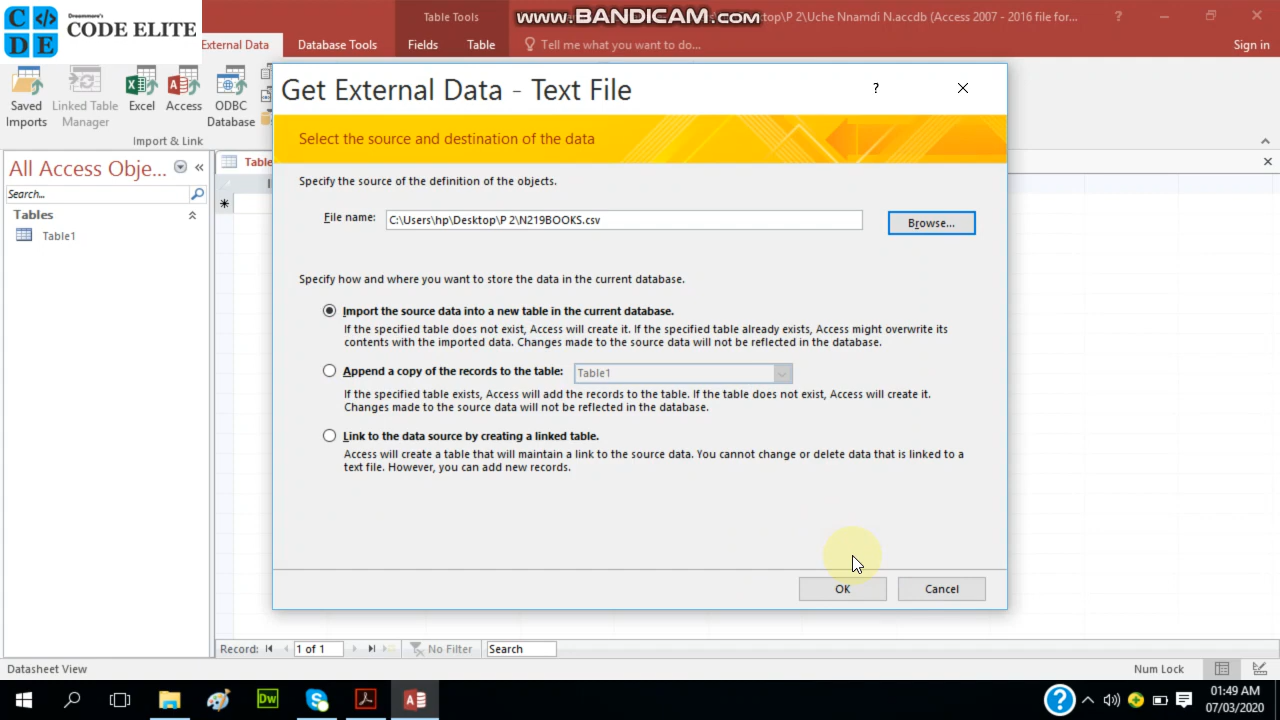 Dreammore's
CODE ELITE
C </>
D E
Table Tools
www.BANDICAM.com
esktop\P 2\Uche Nnamdi N.accdb (Access 2007 - 2016 file for...
External Data
Database Tools
Fields
Table
Tell me what you want to do...
Sign in
Saved Imports
Linked Table Manager
Excel
Access
ODBC Database
Import & Link
Get External Data - Text File
?
Select the source and destination of the data
Specify the source of the definition of the objects.
File name:
C:\Users\hp\Desktop\P 2\N219BOOKS.csv
Browse...
Specify how and where you want to store the data in the current database.
Import the source data into a new table in the current database.
If the specified table does not exist, Access will create it. If the specified table already exists, Access might overwrite its
contents with the imported data. Changes made to the source data will not be reflected in the database.
Append a copy of the records to the table:
Table1
If the specified table exists, Access will add the records to the table. If the table does not exist, Access will create it.
Changes made to the source data will not be reflected in the database.
Link to the data source by creating a linked table.
Access will create a table that will maintain a link to the source data. You cannot change or delete data that is linked to a
text file. However, you can add new records.
OK
Cancel
All Access Obje...
Search...
Tables
Table1
Table
Record:
1 of 1
No Filter
Search
Datasheet View
Num Lock
Dw
01:49 AM
07/03/2020